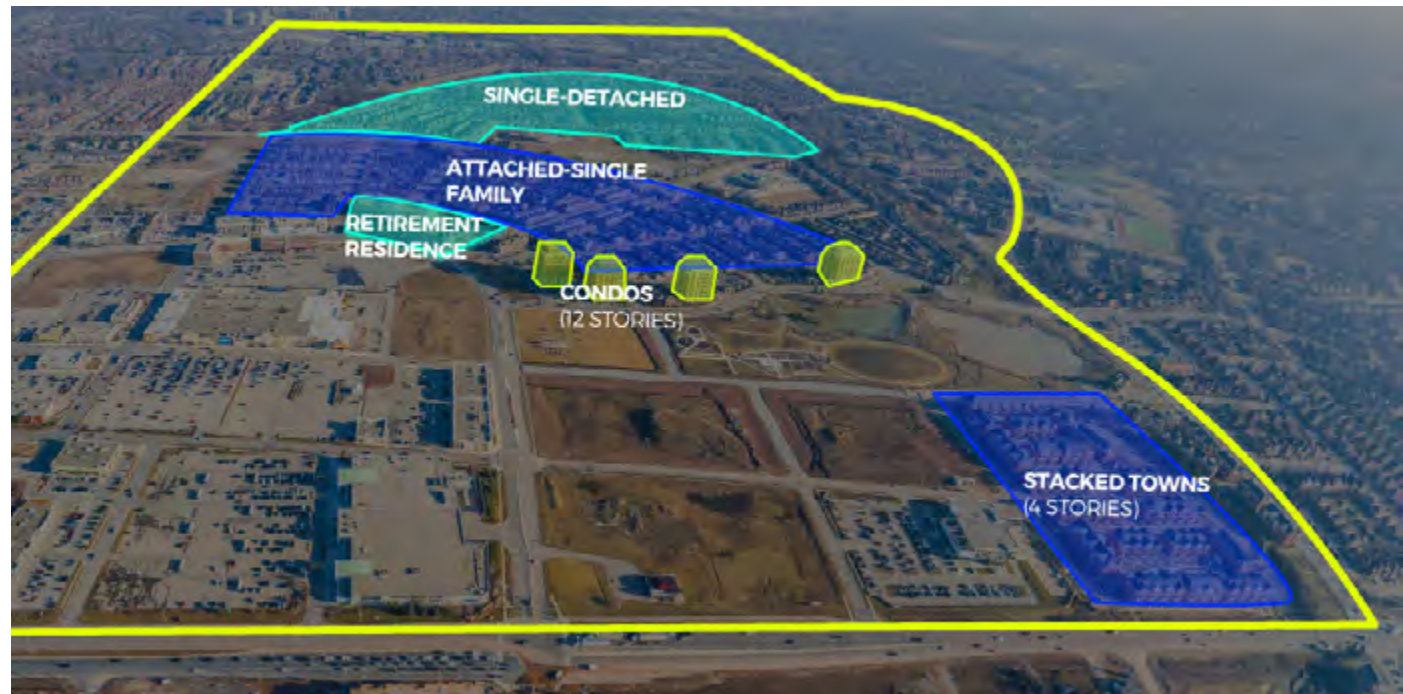 SINGLE-DETACHED
ATTACHED-SINGLE
FAMILY
RETIREMENT
RESIDENCE
CONDOS
(12 STORIES)
STACKED TOWNS
(4 STORIES)